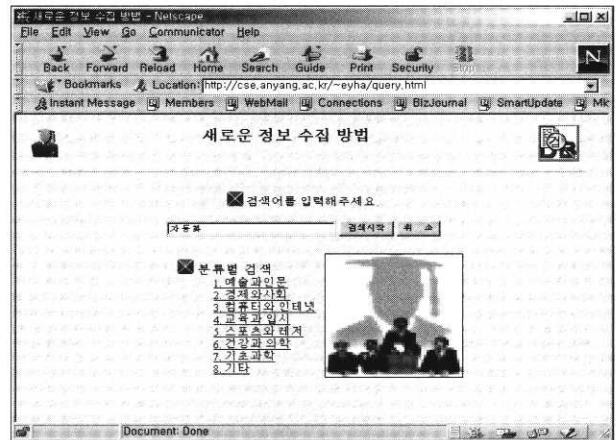 새로운 정보 수집 방법 - Netscape
File Edit View Go Communicator Help
Back Forward Reload Home Search Guide Print Security Stop
Bookmarks Location: http://cse.anyang.ac.kr/~eyha/query.html
Instant Message Members WebMail Connections BizJournal SmartUpdate Mk
새로운 정보 수집 방법
검색어를 입력해주세요
자동차 검색시작 취 소
분류별 검색
1. 예술과인문
2. 경제와사회
3. 컴퓨터와 인터넷
4. 교육과입시
5. 스포츠와 레저
6. 건강과의학
7. 기초과학
8. 기타
Document: Done